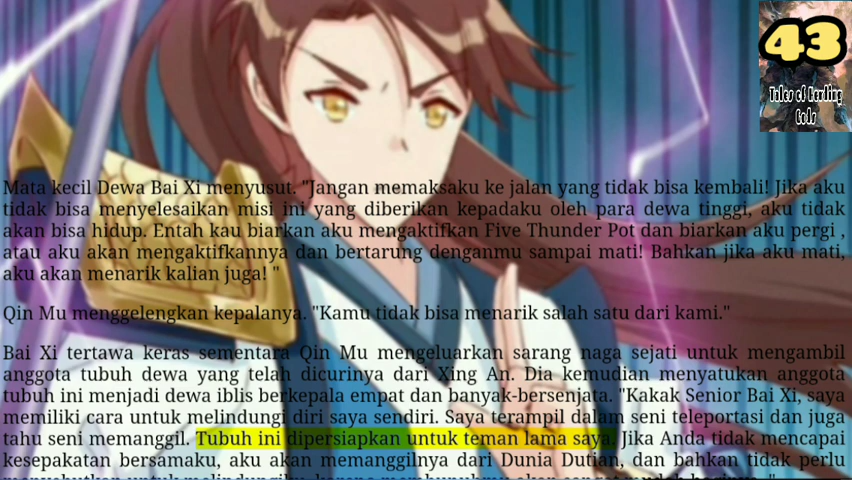 43
Tales of Herding
Gods
Mata kecil Dewa Bai Xi menyusut. "Jangan memaksaku ke jalan yang tidak bisa kembali! Jika aku
tidak bisa menyelesaikan misi ini yang diberikan kepadaku oleh para dewa tinggi, aku tidak
akan bisa hidup. Entah kau biarkan aku mengaktifkan Five Thunder Pot dan biarkan aku pergi ,
atau aku akan mengaktifkannya dan bertarung denganmu sampai mati! Bahkan jika aku mati,
aku akan menarik kalian juga! "
Qin Mu menggelengkan kepalanya. "Kamu tidak bisa menarik salah satu dari kami."
Bai Xi tertawa keras sementara Qin Mu mengeluarkan sarang naga sejati untuk mengambil
anggota tubuh dewa yang telah dicurinya dari Xing An. Dia kemudian menyatukan anggota
tubuh ini menjadi dewa iblis berkepala empat dan banyak-bersenjata. "Kakak Senior Bai Xi, saya
memiliki cara untuk melindungi diri saya sendiri. Saya terampil dalam seni teleportasi dan juga
tahu seni memanggil. Tubuh ini dipersiapkan untuk teman lama saya. Jika Anda tidak mencapai
kesepakatan bersamaku, aku akan memanggilnya dari Dunia Dutian, dan bahkan tidak perlu